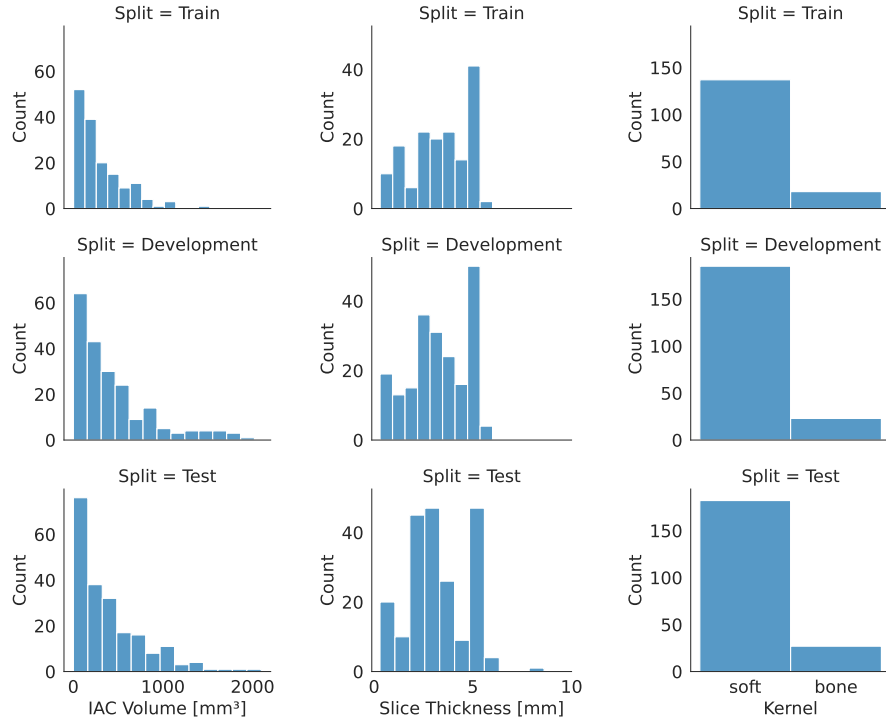 Split = Train
Split = Train
Split = Train
Count
60
40
20
0
Count
40
20
0
Count
150
100
50
0
Split = Development
Split = Development
Split = Development
Count
60
40
20
0
Count
40
20
0
Count
150
100
50
0
Split = Test
Split = Test
Split = Test
Count
60
40
20
0
Count
40
20
0
Count
150
100
50
0
0 1000 2000
IAC Volume [mm³]
0 5 10
Slice Thickness [mm]
soft bone
Kernel